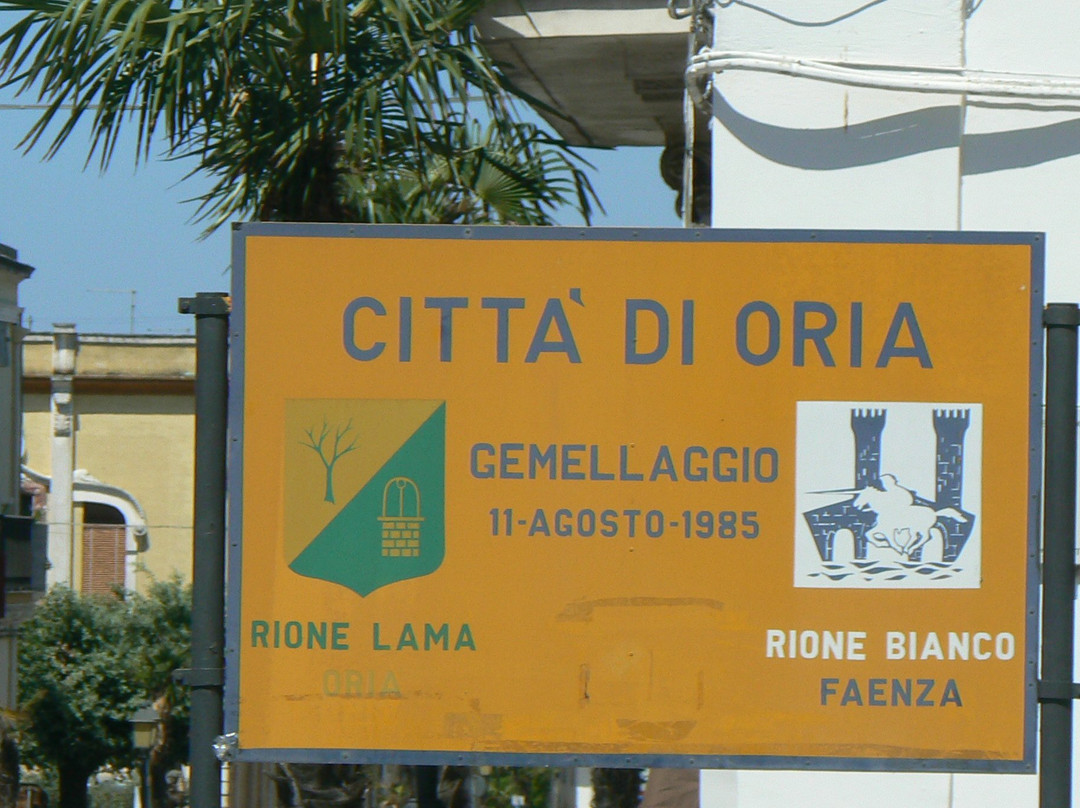 CITTA' DI ORIA
GEMELLAGGIO
11-AGOSTO-1985
RIONE LAMA
ORIA
RIONE BIANCO
FAENZA